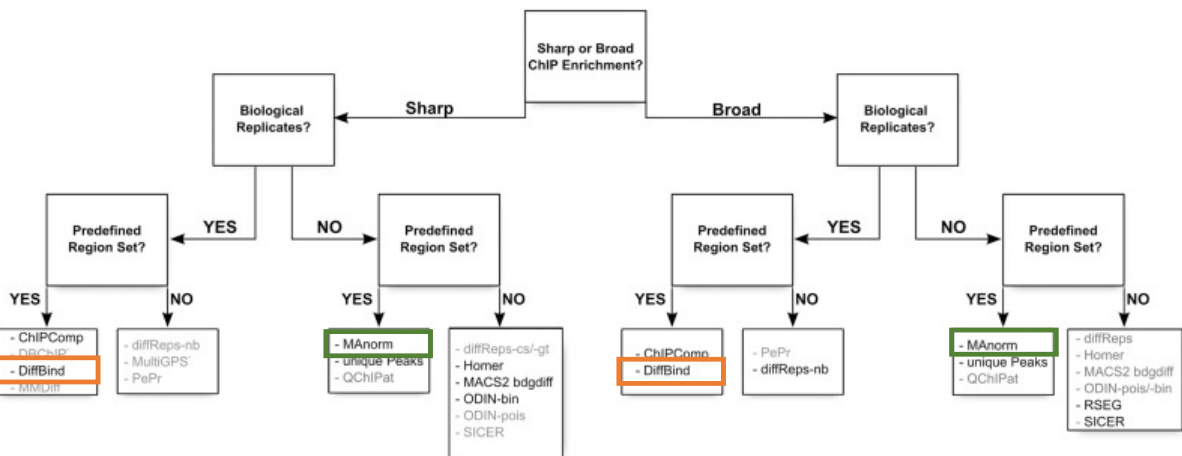 Sharp or Broad
ChIP Enrichment?
Sharp
Broad
Biological
Replicates?
Biological
Replicates?
YES
NO
YES
NO
Predefined
Region Set?
Predefined
Region Set?
Predefined
Region Set?
Predefined
Region Set?
YES
NO
YES
NO
YES
NO
YES
NO
- ChIPComp
- DBChIP*
- DiffBind
- MMDiff
- diffReps-nb
- MultiGPS*
- PePr
- MAnorm
- unique Peaks
- QChIPat
- diffReps-cs/-gt
- Homer
- MACS2 bdgdiff
- ODIN-bin
- ODIN-pois
- SICER
- ChIPComp
- DiffBind
- PePr
- diffReps-nb
- MAnorm
- unique Peaks
- QChIPat
- diffReps
- Homer
- MACS2 bdgdiff
- ODIN-pois/-bin
- RSEG
- SICER